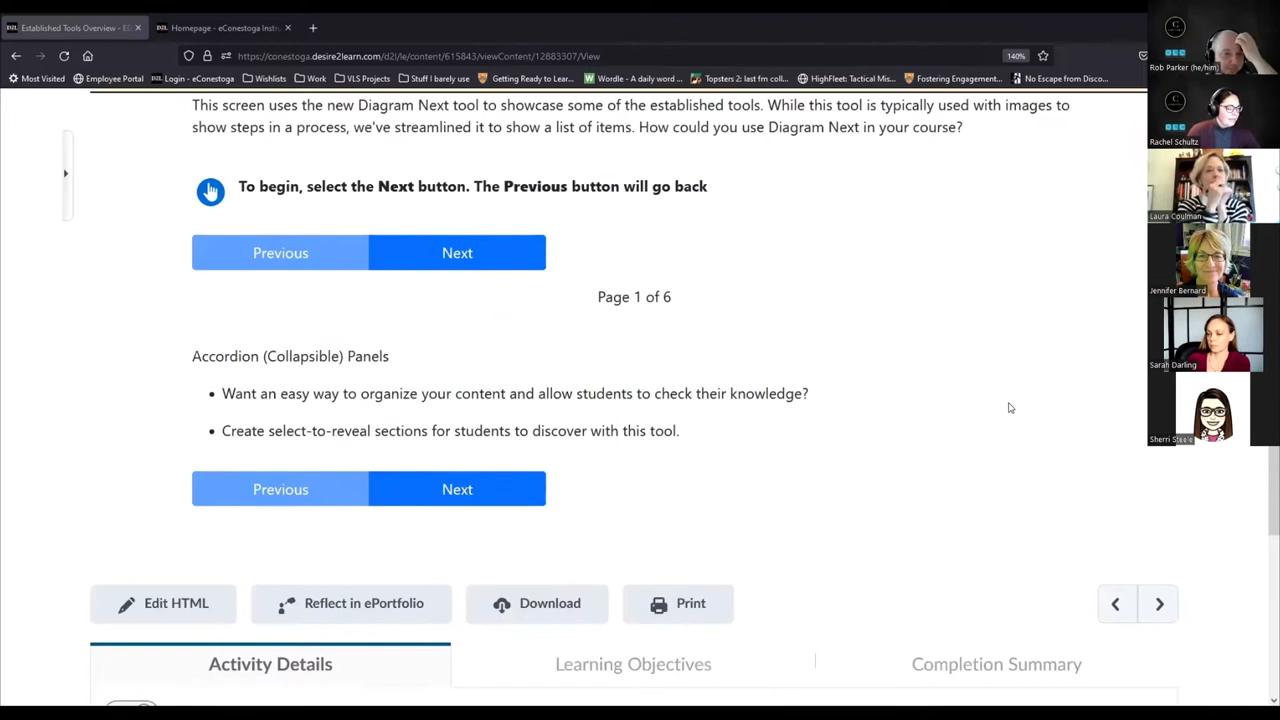 Established Tools Overview - ED
Homepage - eConestoga Instru
https://conestoga.desire2learn.com/d2l/le/content/615843/viewContent/12883307/View
140%
Most Visited
Employee Portal
Login - eConestoga
Wishlists
Work
VLS Projects
Stuff I barely use
Getting Ready to Lear...
Wordle - A daily word ...
Topsters 2: last fm coll...
HighFleet: Tactical Mis...
Fostering Engagement...
No Escape from Disco...
This screen uses the new Diagram Next tool to showcase some of the established tools. While this tool is typically used with images to
show steps in a process, we've streamlined it to show a list of items. How could you use Diagram Next in your course?
To begin, select the Next button. The Previous button will go back
Previous
Next
Page 1 of 6
Accordion (Collapsible) Panels
• Want an easy way to organize your content and allow students to check their knowledge?
• Create select-to-reveal sections for students to discover with this tool.
Previous
Next
Edit HTML
Reflect in ePortfolio
Download
Print
Activity Details
Learning Objectives
Completion Summary
Rob Parker (he/him)
Rachel Schultz
Laura Coulman
Jennifer Bernard
Sarah Darling
Sherri Steele